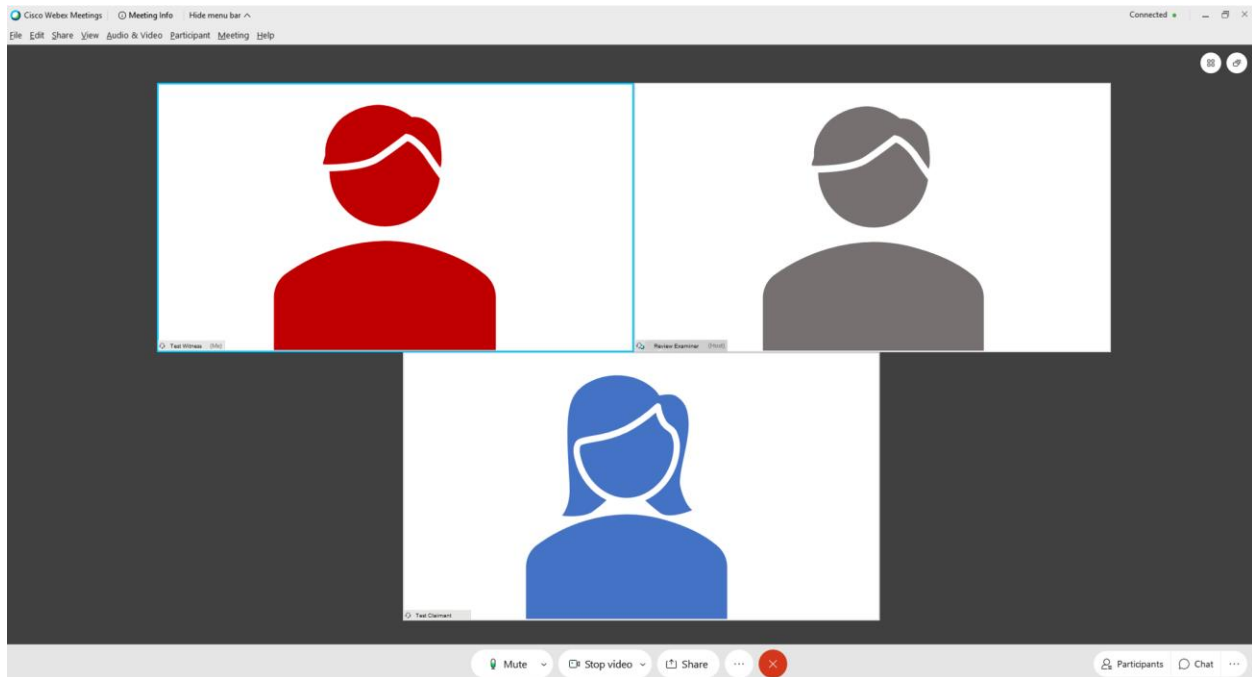 Cisco Webex Meetings Meeting Info Hide menu bar Connected
File Edit Share View Audio & Video Participant Meeting Help
Test Witness (Me)
Review Examiner (Host)
Test Claimant
Mute Stop video Share ... Participants Chat ...